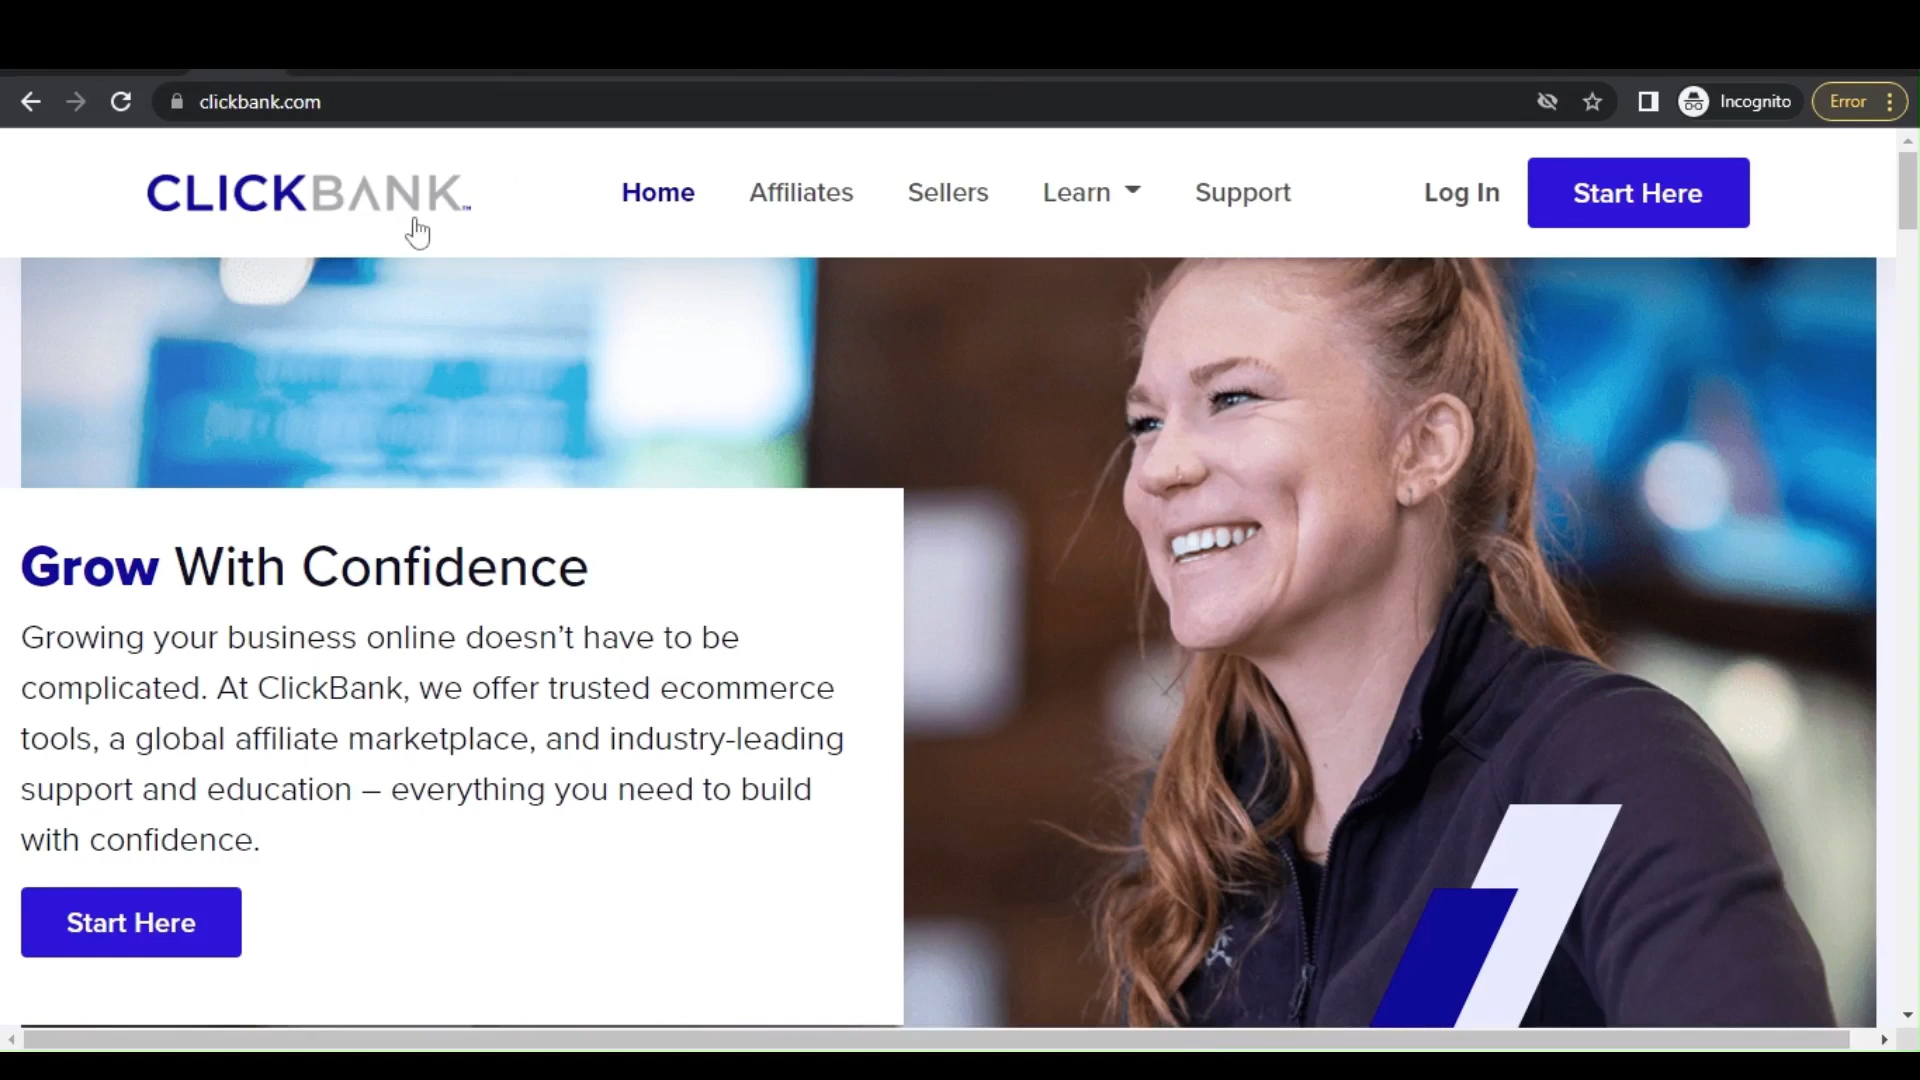 clickbank.com
Incognito
Error
CLICKBANK™
Home
Affiliates
Sellers
Learn
Support
Log In
Start Here
Grow With Confidence
Growing your business online doesn’t have to be
complicated. At ClickBank, we offer trusted ecommerce
tools, a global affiliate marketplace, and industry-leading
support and education – everything you need to build
with confidence.
Start Here